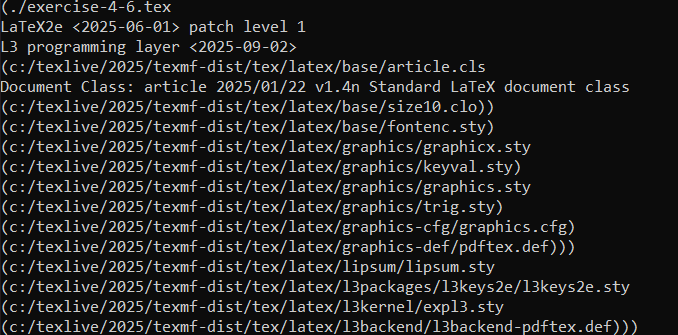 (./exercise-4-6.tex
LaTeX2e <2025-06-01> patch level 1
L3 programming layer <2025-09-02>
(c:/texlive/2025/texmf-dist/tex/latex/base/article.cls
Document Class: article 2025/01/22 v1.4n Standard LaTeX document class
(c:/texlive/2025/texmf-dist/tex/latex/base/size10.clo))
(c:/texlive/2025/texmf-dist/tex/latex/base/fontenc.sty)
(c:/texlive/2025/texmf-dist/tex/latex/graphics/graphicx.sty
(c:/texlive/2025/texmf-dist/tex/latex/graphics/keyval.sty)
(c:/texlive/2025/texmf-dist/tex/latex/graphics/graphics.sty
(c:/texlive/2025/texmf-dist/tex/latex/graphics/trig.sty)
(c:/texlive/2025/texmf-dist/tex/latex/graphics-cfg/graphics.cfg)
(c:/texlive/2025/texmf-dist/tex/latex/graphics-def/pdftex.def)))
(c:/texlive/2025/texmf-dist/tex/latex/lipsum/lipsum.sty
(c:/texlive/2025/texmf-dist/tex/latex/l3packages/l3keys2e/l3keys2e.sty
(c:/texlive/2025/texmf-dist/tex/latex/l3kernel/expl3.sty
(c:/texlive/2025/texmf-dist/tex/latex/l3backend/l3backend-pdftex.def)))